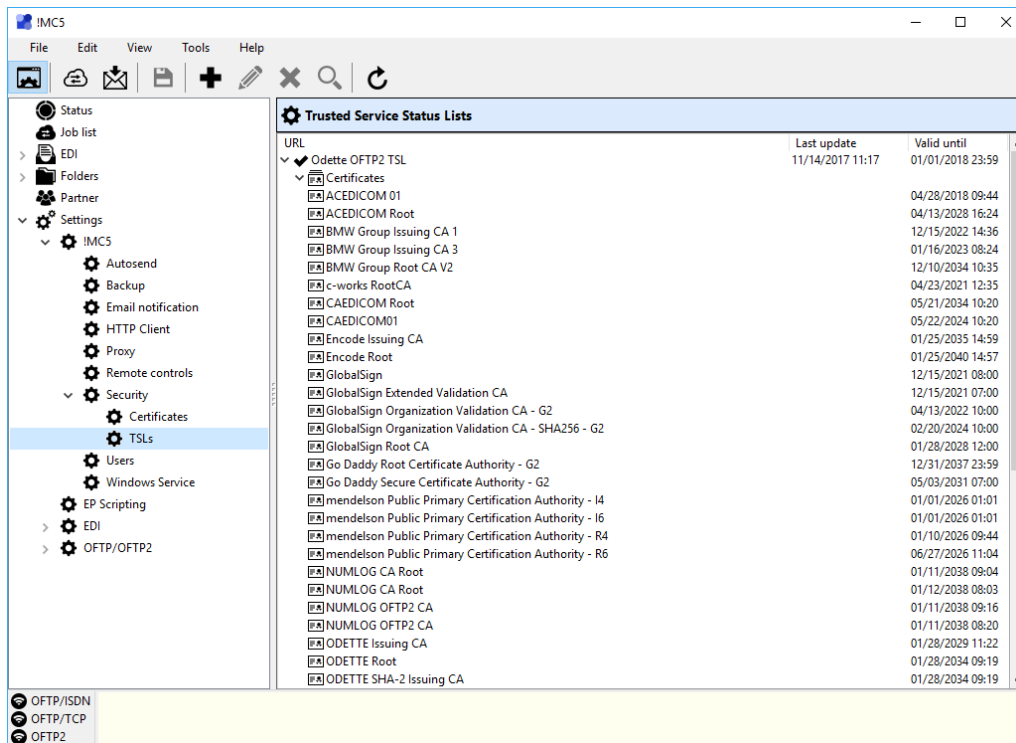 !MC5
File Edit View Tools Help
Status
Job list
EDI
Folders
Partner
Settings
!MC5
Autosend
Backup
Email notification
HTTP Client
Proxy
Remote controls
Security
Certificates
TSLs
Users
Windows Service
EP Scripting
EDI
OFTP/OFTP2
Trusted Service Status Lists
URL Last update Valid until
Odette OFTP2 TSL 11/14/2017 11:17 01/01/2018 23:59
Certificates
ACEDICOM 01 04/28/2018 09:44
ACEDICOM Root 04/13/2028 16:24
BMW Group Issuing CA 1 12/15/2022 14:36
BMW Group Issuing CA 3 01/16/2023 08:24
BMW Group Root CA V2 12/10/2034 10:35
c-works RootCA 04/23/2021 12:35
CAEDICOM Root 05/21/2034 10:20
CAEDICOM01 05/22/2024 10:20
Encode Issuing CA 01/25/2035 14:59
Encode Root 01/25/2040 14:57
GlobalSign 12/15/2021 08:00
GlobalSign Extended Validation CA 12/15/2021 07:00
GlobalSign Organization Validation CA - G2 04/13/2022 10:00
GlobalSign Organization Validation CA - SHA256 - G2 02/20/2024 10:00
GlobalSign Root CA 01/28/2028 12:00
Go Daddy Root Certificate Authority - G2 12/31/2037 23:59
Go Daddy Secure Certificate Authority - G2 05/03/2031 07:00
mendelson Public Primary Certification Authority - I4 01/01/2026 01:01
mendelson Public Primary Certification Authority - I6 01/01/2026 01:01
mendelson Public Primary Certification Authority - R4 01/10/2026 09:44
mendelson Public Primary Certification Authority - R6 06/27/2026 11:04
NUMLOG CA Root 01/11/2038 09:04
NUMLOG CA Root 01/12/2038 08:03
NUMLOG OFTP2 CA 01/11/2038 09:16
NUMLOG OFTP2 CA 01/11/2038 08:20
ODETTE Issuing CA 01/28/2029 11:22
ODETTE Root 01/28/2034 09:19
ODETTE SHA-2 Issuing CA 01/28/2034 09:19
OFTP/ISDN
OFTP/TCP
OFTP2